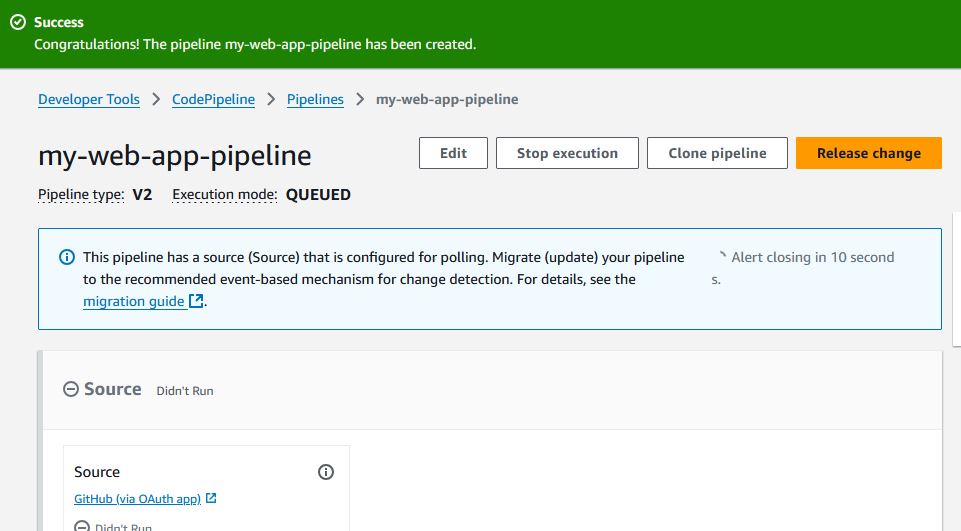 Success
Congratulations! The pipeline my-web-app-pipeline has been created.
Developer Tools > CodePipeline > Pipelines > my-web-app-pipeline
my-web-app-pipeline
Edit
Stop execution
Clone pipeline
Release change
Pipeline type: V2 Execution mode: QUEUED
This pipeline has a source (Source) that is configured for polling. Migrate (update) your pipeline
to the recommended event-based mechanism for change detection. For details, see the
migration guide.
Alert closing in 10 second
s.
Source Didn't Run
Source
GitHub (via OAuth app)
Didn't Run